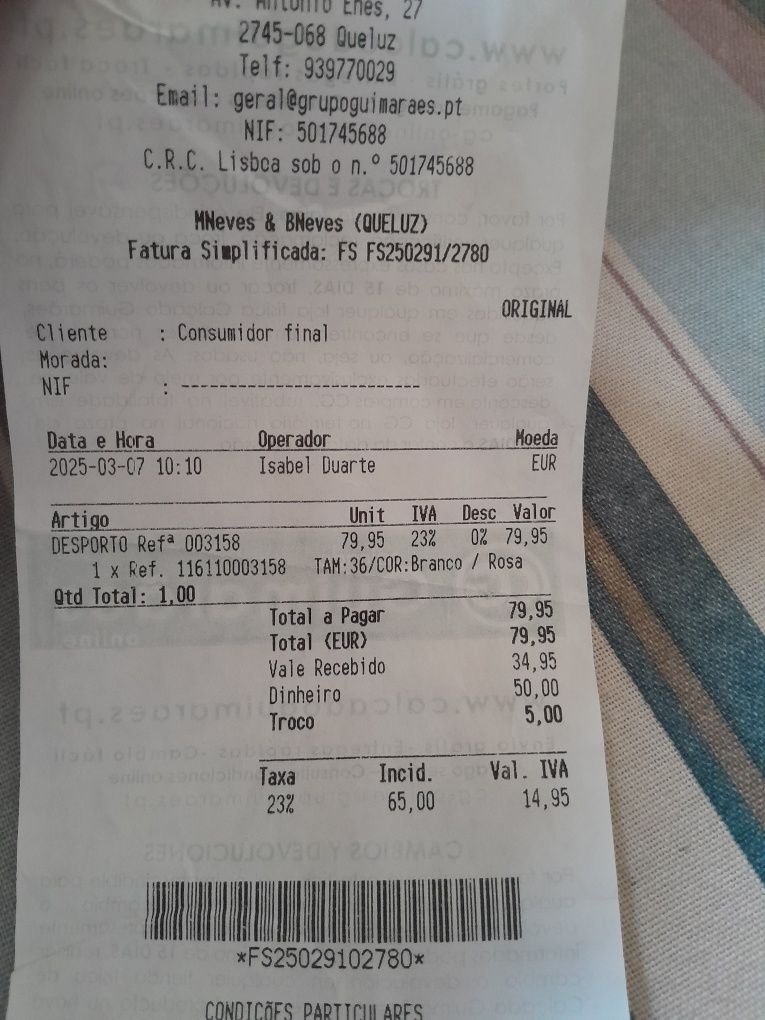 Av. António Enes, 27
2745-068 Queluz
Telf: 939770029
Email: geral@grupoguimaraes.pt
NIF: 501745688
C.R.C. Lisboa sob o n.º 501745688
MNeves & BNeves (QUELUZ)
Fatura Simplificada: FS FS250291/2780
ORIGINAL
Cliente : Consumidor final
Morada:
NIF : -------------------------
Data e Hora Operador Moeda
2025-03-07 10:10 Isabel Duarte EUR
Artigo Unit IVA Desc Valor
DESPORTO Refª 003158 79,95 23% 0% 79,95
1 x Ref. 116110003158 TAM:36/COR:Branco / Rosa
Qtd Total: 1,00
Total a Pagar 79,95
Total (EUR) 79,95
Vale Recebido 34,95
Dinheiro 50,00
Troco 5,00
Taxa Incid. Val. IVA
23% 65,00 14,95
*FS25029102780*
CONDIÇÕES PARTICULARES